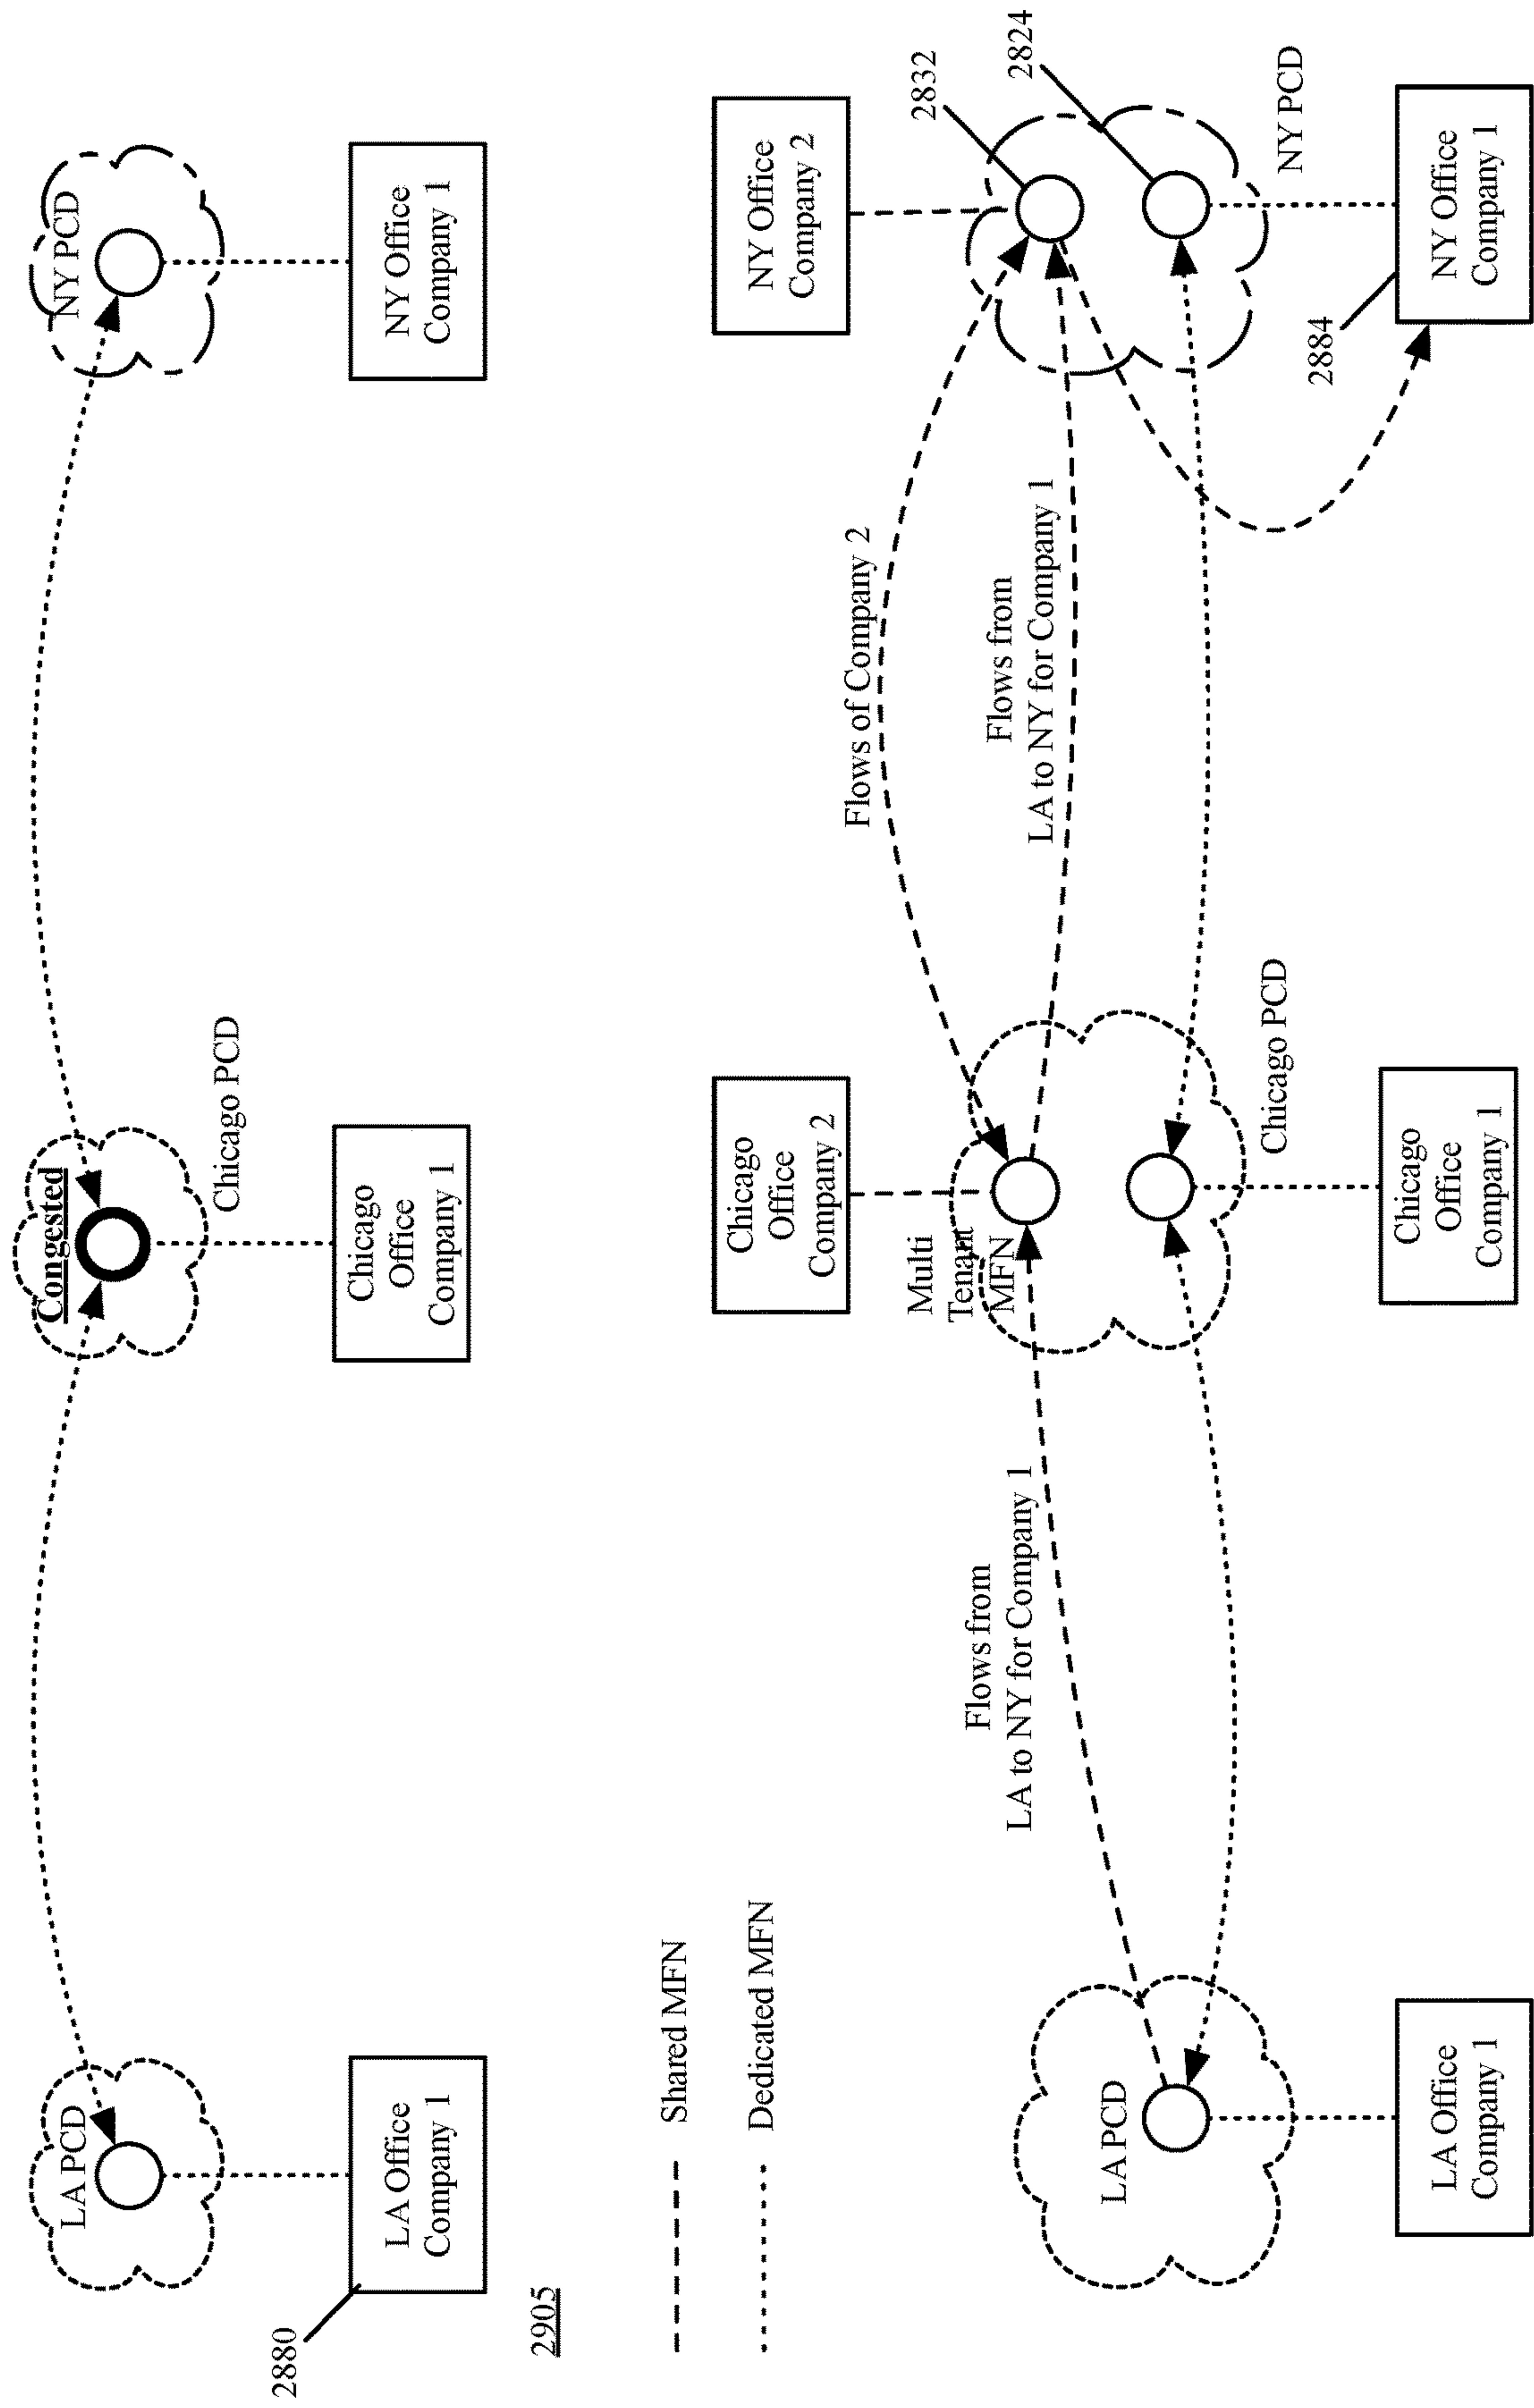 LA PCD
Congested
NY PCD
Chicago PCD
2880
LA Office
Company 1
Chicago
Office
Company 1
NY Office
Company 1
2905
Shared MFN
Dedicated MFN
Chicago
Office
Company 2
NY Office
Company 2
Flows of Company 2
2832
2824
Multi
Tenant
MFN
Flows from
LA to NY for Company 1
Flows from
LA to NY for Company 1
LA PCD
Chicago PCD
NY PCD
2884
LA Office
Company 1
Chicago
Office
Company 1
NY Office
Company 1